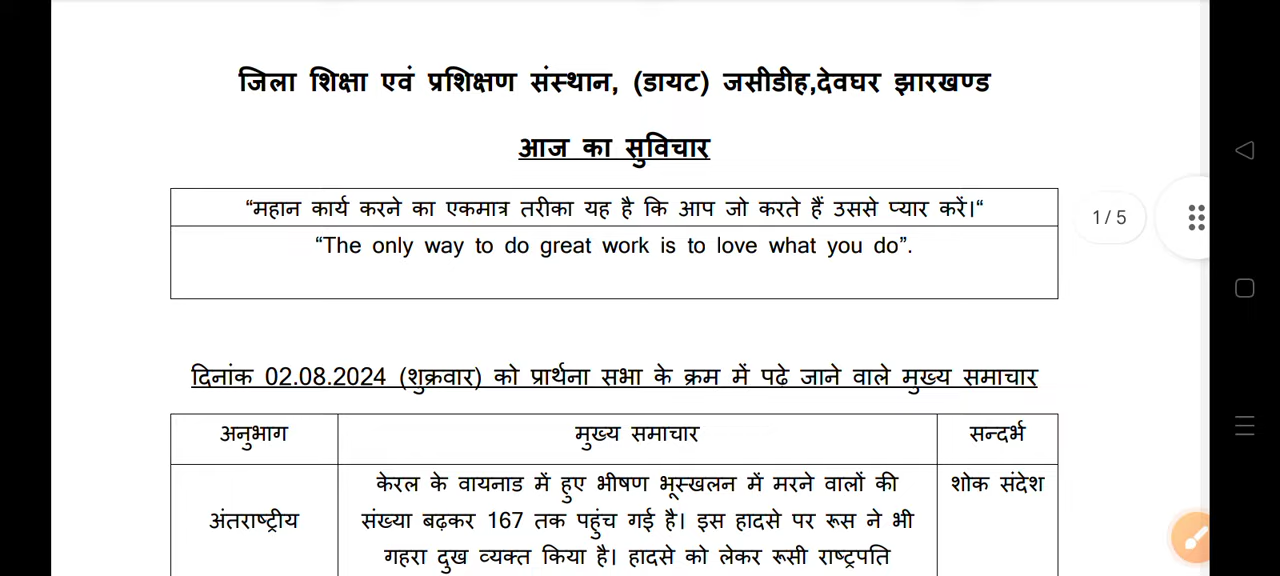 जिला शिक्षा एवं प्रशिक्षण संस्थान, (डायट) जसीडीह,देवघर झारखण्ड
आज का सुविचार
“महान कार्य करने का एकमात्र तरीका यह है कि आप जो करते हैं उससे प्यार करें।“
“The only way to do great work is to love what you do”.
1 / 5
दिनांक 02.08.2024 (शुक्रवार) को प्रार्थना सभा के क्रम में पढे जाने वाले मुख्य समाचार
अनुभाग मुख्य समाचार सन्दर्भ
केरल के वायनाड में हुए भीषण भूस्खलन में मरने वालों की शोक संदेश
अंतराष्ट्रीय संख्या बढ़कर 167 तक पहुंच गई है। इस हादसे पर रूस ने भी
गहरा दुख व्यक्त किया है। हादसे को लेकर रूसी राष्ट्रपति